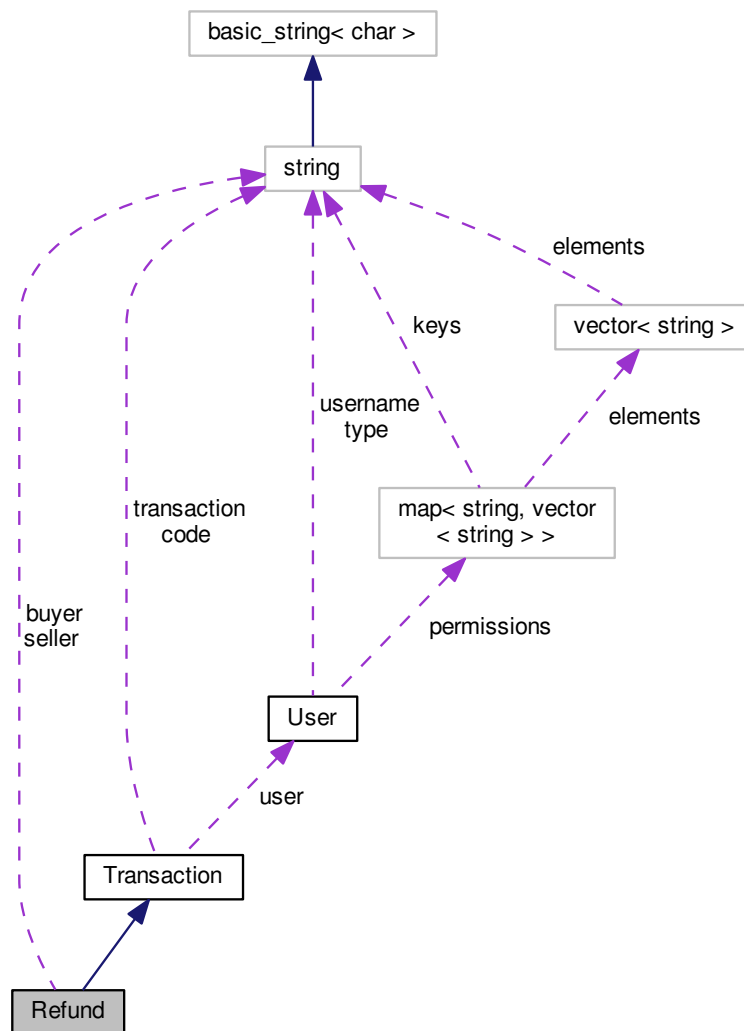 basic_string< char >
string
elements
keys
vector< string >
username
type
elements
transaction
code
map< string, vector
< string > >
buyer
seller
permissions
User
user
Transaction
Refund